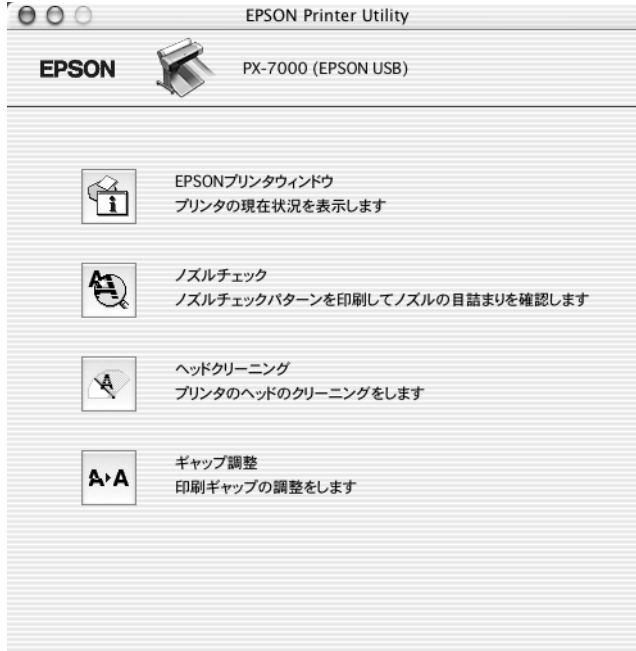 EPSON Printer Utility
EPSON
PX-7000 (EPSON USB)
EPSONプリンタウィンドウ
プリンタの現在状況を表示します
ノズルチェック
ノズルチェックパターンを印刷してノズルの目詰まりを確認します
ヘッドクリーニング
プリンタのヘッドのクリーニングをします
A▸A
ギャップ調整
印刷ギャップの調整をします